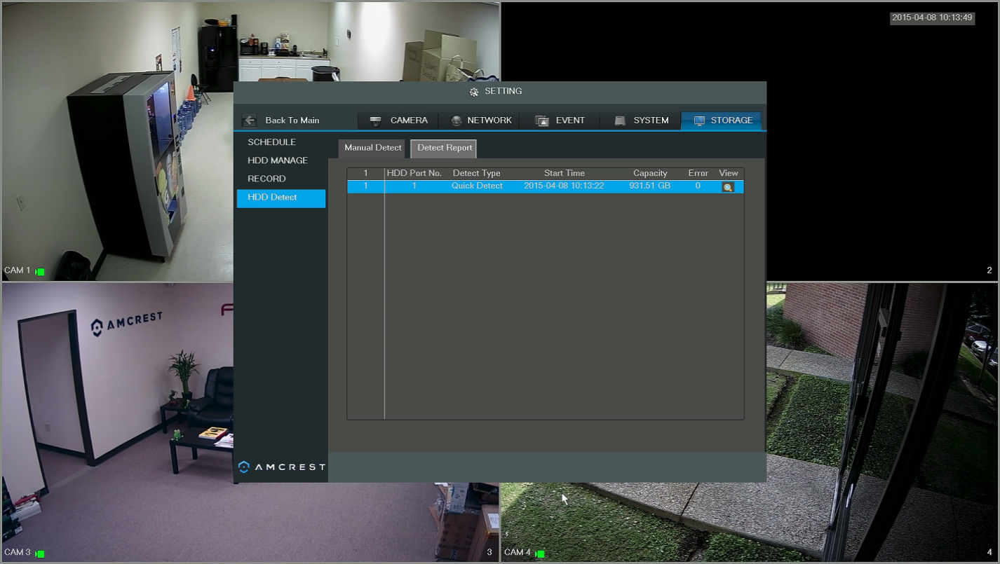 2015-04-08 10:13:49
SETTING
Back To Main
CAMERA
NETWORK
EVENT
SYSTEM
STORAGE
SCHEDULE
HDD MANAGE
RECORD
HDD Detect
Manual Detect
Detect Report
1 HDD Port No. Detect Type Start Time Capacity Error View
1 1 Quick Detect 2015-04-08 10:13:22 931.51 GB 0
AMCREST
CAM 1
2
AMCREST
CAM 3
3
CAM 4
4